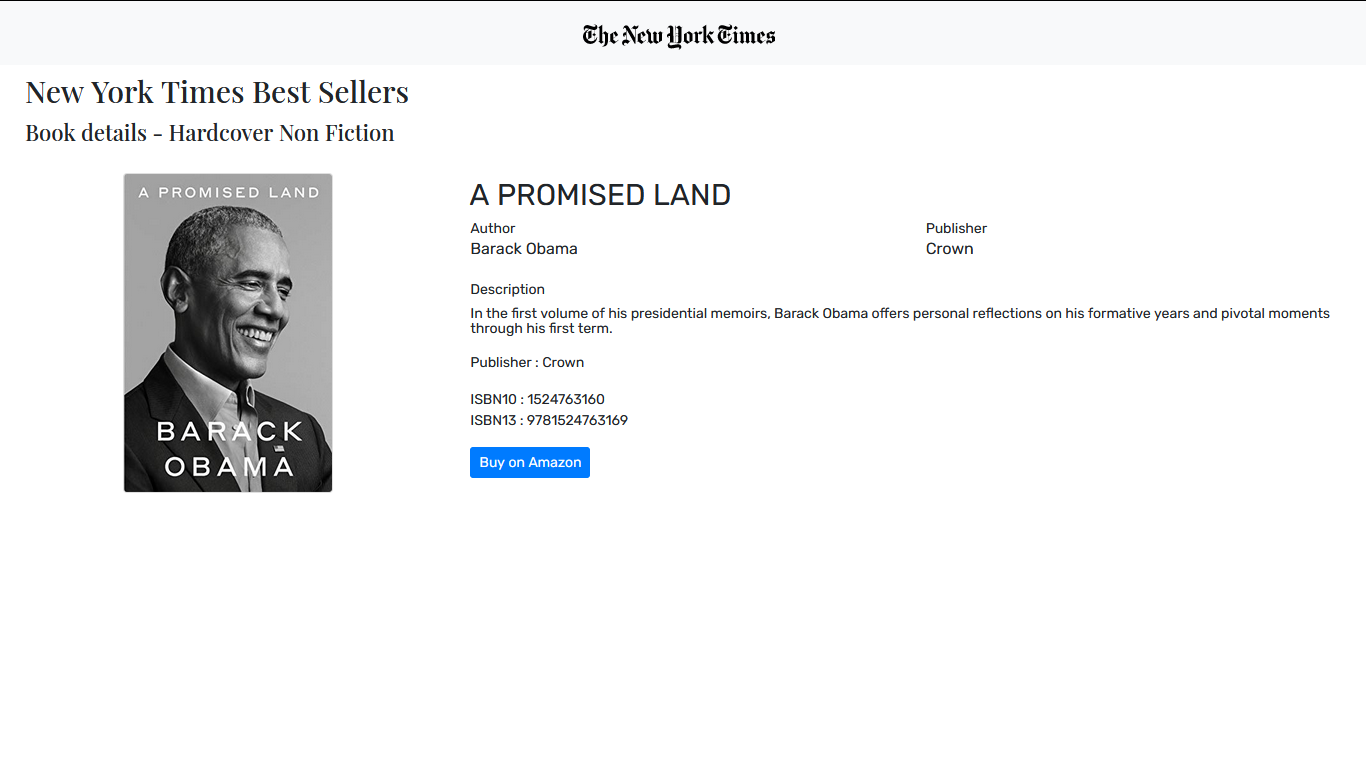 The New York Times
New York Times Best Sellers
Book details - Hardcover Non Fiction
A PROMISED LAND
BARACK
OBAMA
A PROMISED LAND
Author
Barack Obama
Publisher
Crown
Description
In the first volume of his presidential memoirs, Barack Obama offers personal reflections on his formative years and pivotal moments
through his first term.
Publisher : Crown
ISBN10 : 1524763160
ISBN13 : 9781524763169
Buy on Amazon